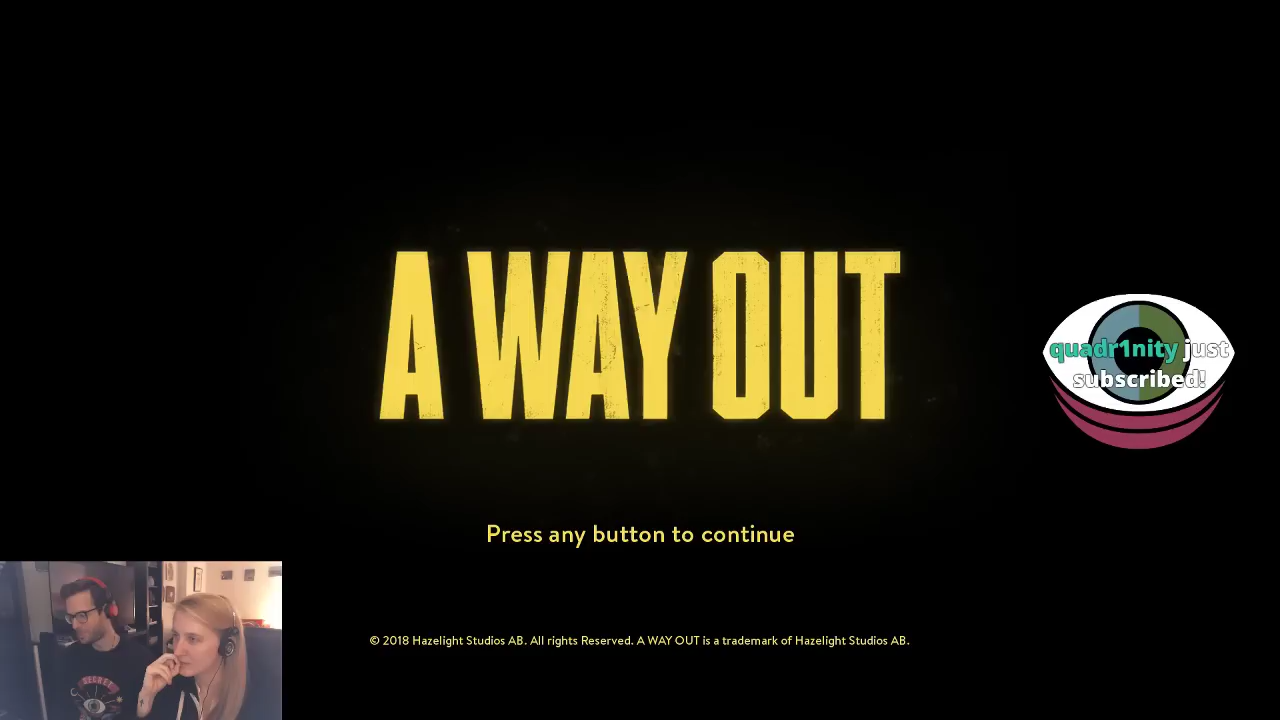 A WAY OUT
quadr1nity just
subscribed!
Press any button to continue
© 2018 Hazelight Studios AB. All rights Reserved. A WAY OUT is a trademark of Hazelight Studios AB.